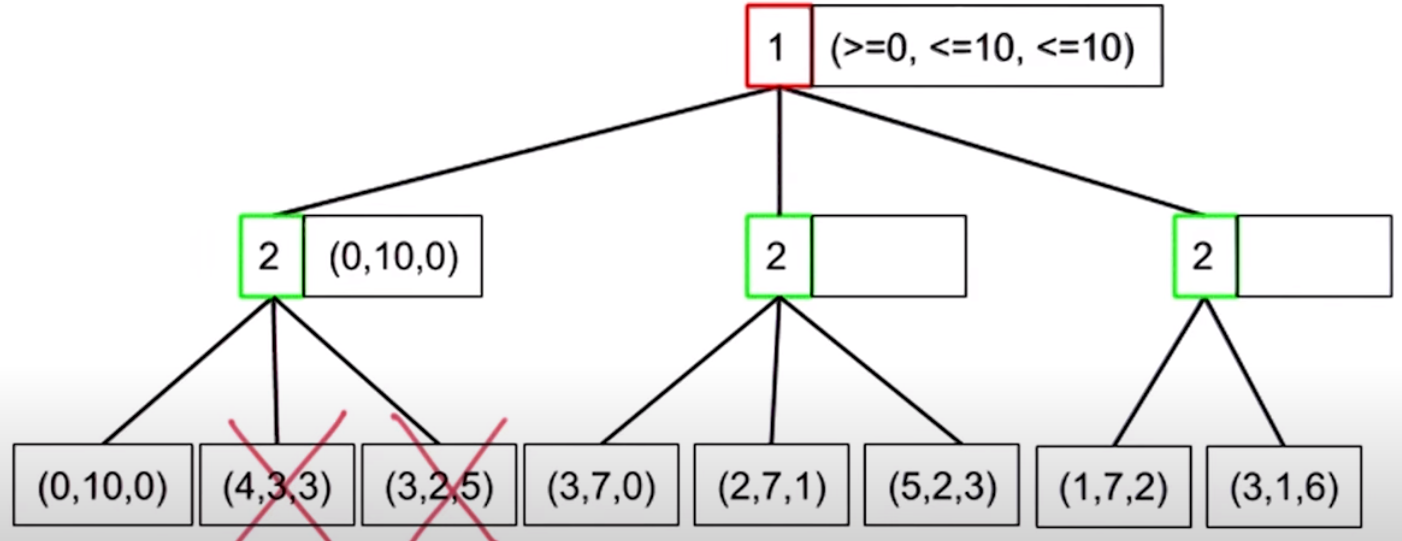 1 (>=0, <=10, <=10)
2 (0,10,0) 2 2
(0,10,0) (4,3,3) (3,2,5) (3,7,0) (2,7,1) (5,2,3) (1,7,2) (3,1,6)